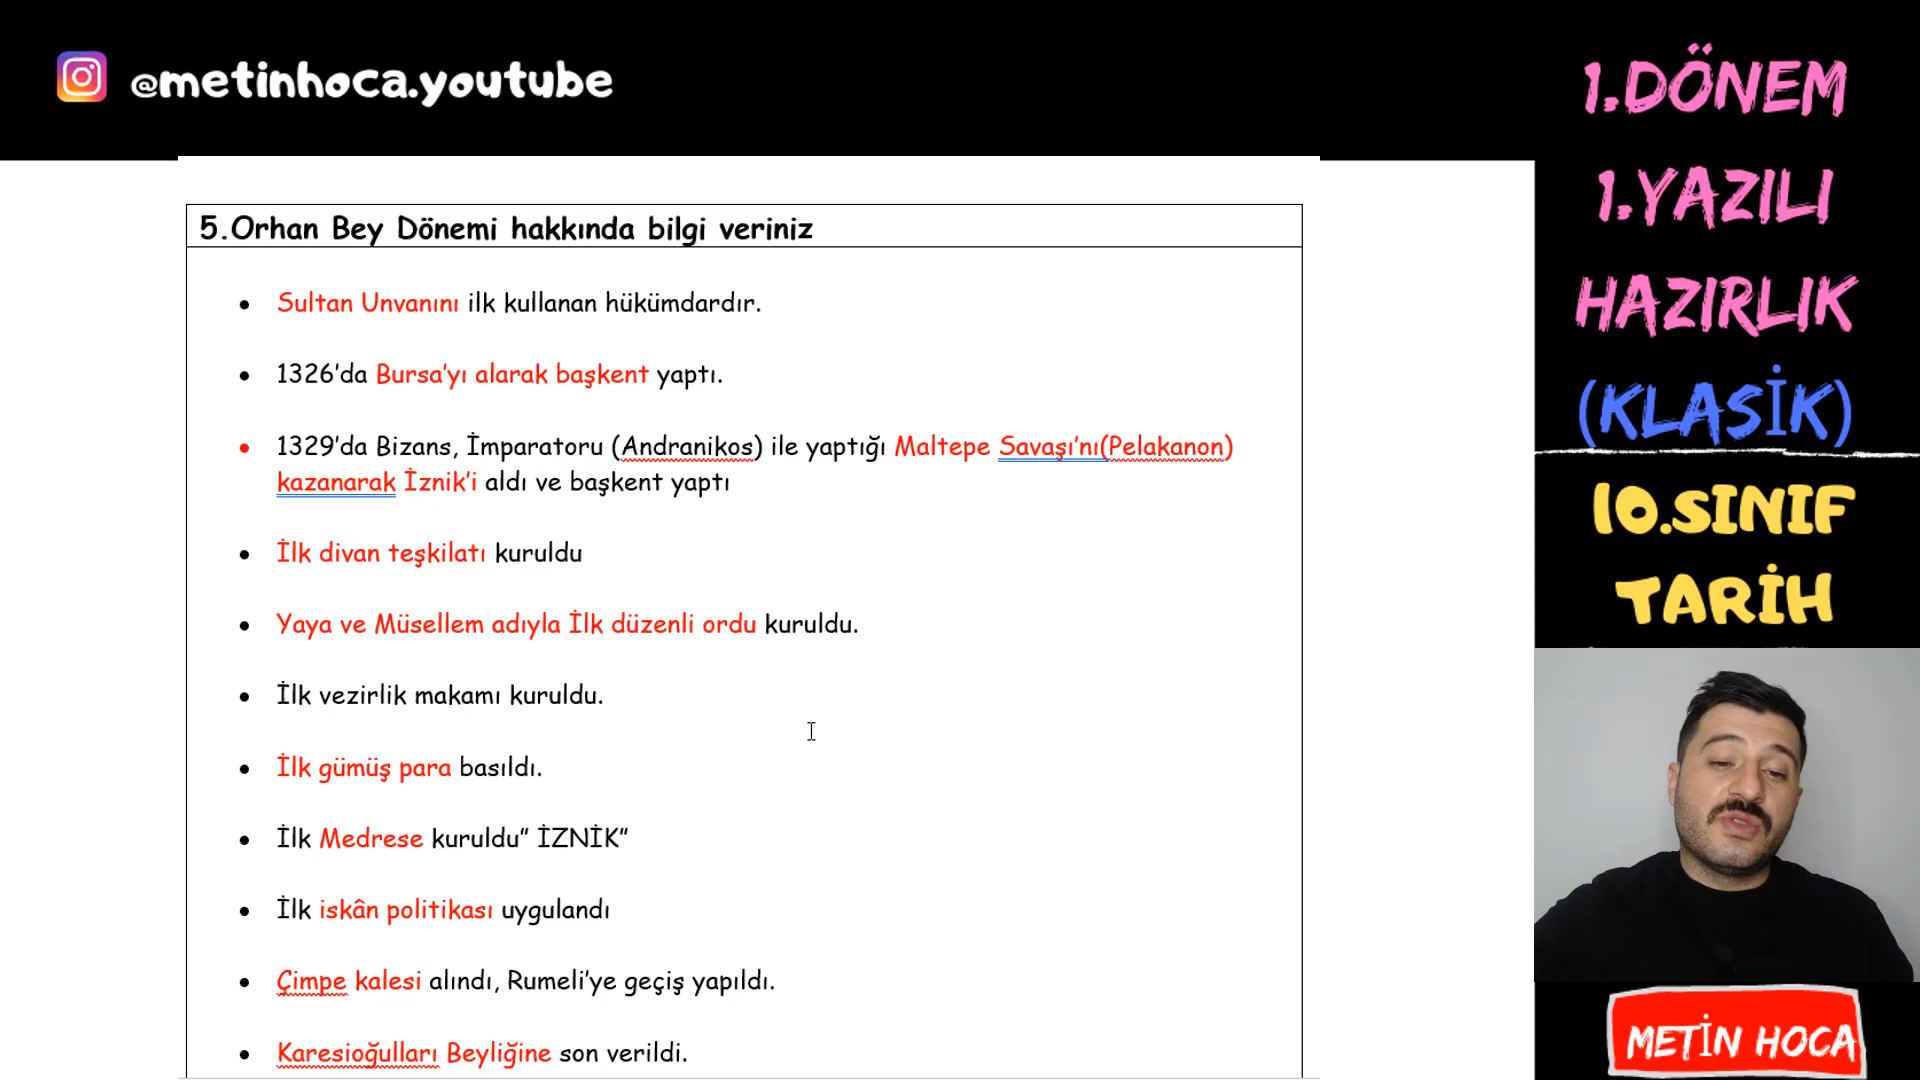 @metinhoca.youtube
5.Orhan Bey Dönemi hakkında bilgi veriniz
• Sultan Unvanını ilk kullanan hükümdardır.
• 1326’da Bursa’yı alarak başkent yaptı.
• 1329’da Bizans, İmparatoru (Andranikos) ile yaptığı Maltepe Savaşı’nı(Pelakanon)
kazanarak İznik’i aldı ve başkent yaptı
• İlk divan teşkilatı kuruldu
• Yaya ve Müsellem adıyla İlk düzenli ordu kuruldu.
• İlk vezirlik makamı kuruldu.
• İlk gümüş para basıldı.
• İlk Medrese kuruldu” İZNİK”
• İlk iskân politikası uygulandı
• Çimpe kalesi alındı, Rumeli’ye geçiş yapıldı.
• Karesioğulları Beyliğine son verildi.
1.DÖNEM
1.YAZILI
HAZIRLIK
(KLASİK)
10.SINIF
TARİH
METİN HOCA